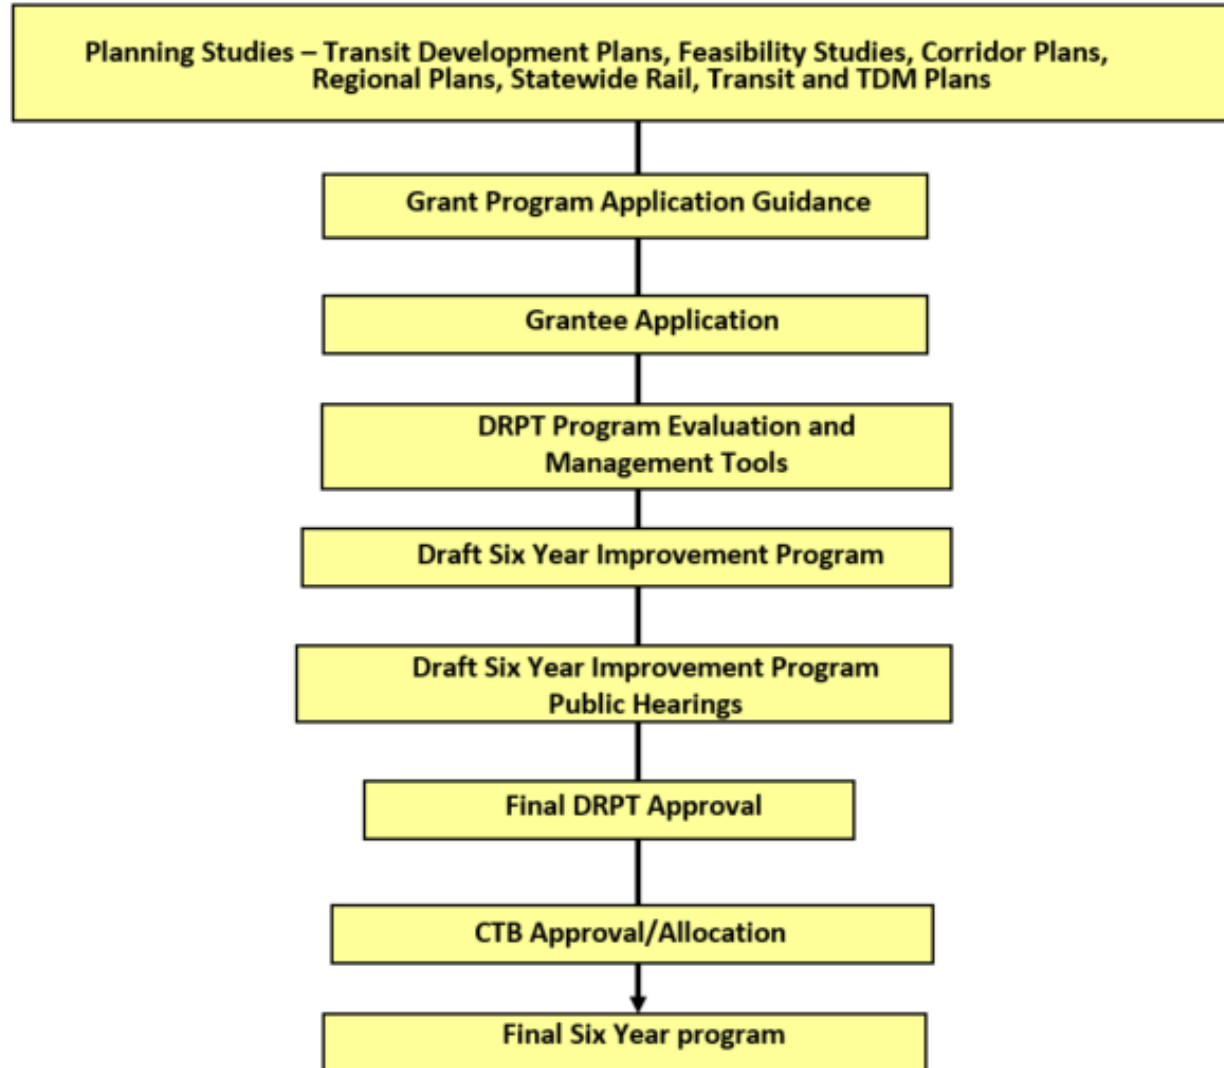 Planning Studies – Transit Development Plans, Feasibility Studies, Corridor Plans,
Regional Plans, Statewide Rail, Transit and TDM Plans
Grant Program Application Guidance
Grantee Application
DRPT Program Evaluation and
Management Tools
Draft Six Year Improvement Program
Draft Six Year Improvement Program
Public Hearings
Final DRPT Approval
CTB Approval/Allocation
Final Six Year program